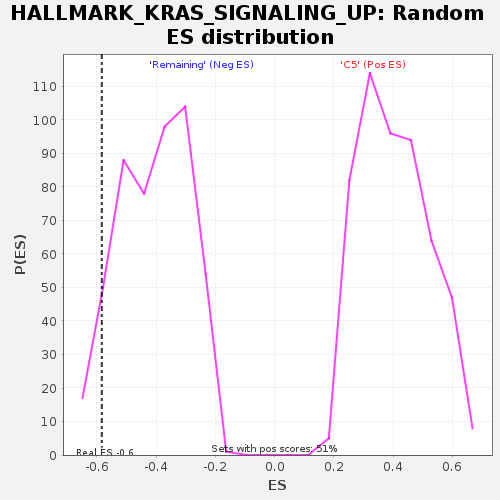 HALLMARK_KRAS_SIGNALING_UP: Random
ES distribution
'Remaining' (Neg ES)
'C5' (Pos ES)
110
100
90
80
70
60
50
40
30
20
10
0
P(ES)
Real ES -0.6
Sets with pos scores: 51%
-0.6 -0.4 -0.2 0.0 0.2 0.4 0.6
ES